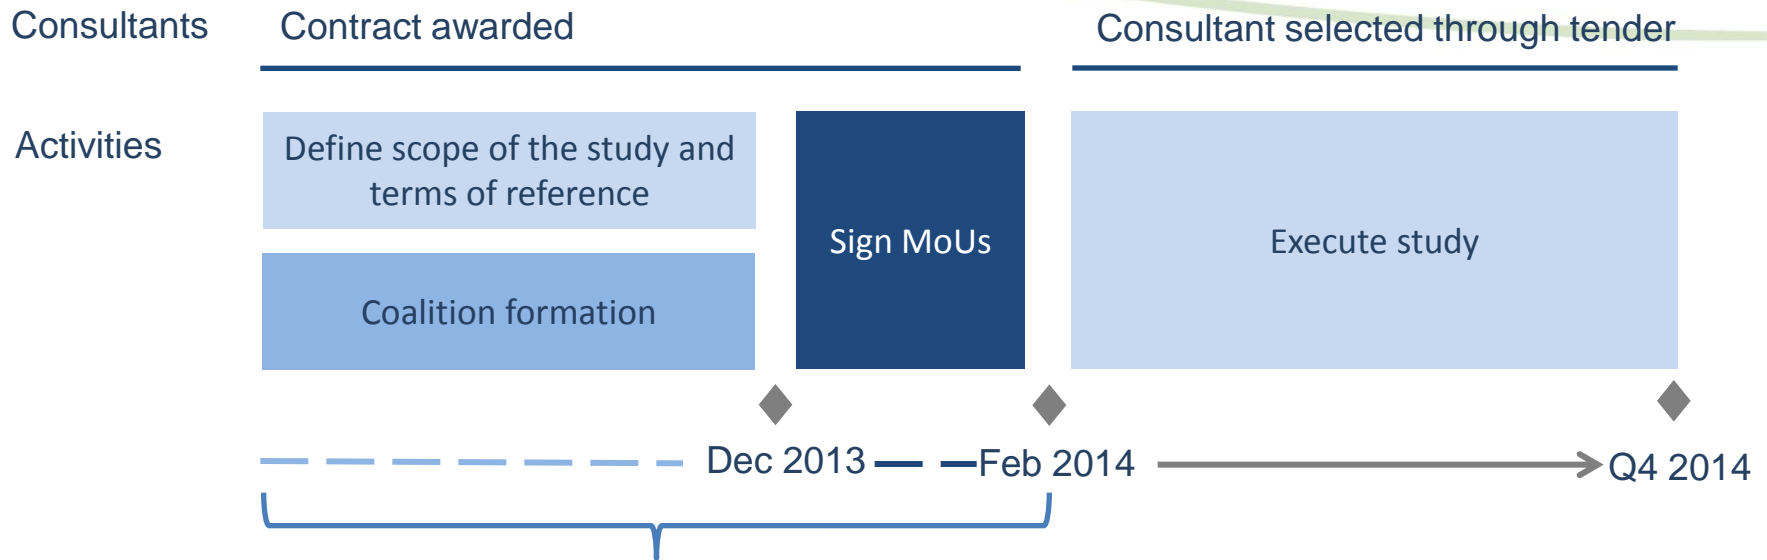 Consultants
Contract awarded
Consultant selected through tender
Activities
Define scope of the study and
terms of reference
Coalition formation
Sign MoUs
Execute study
Dec 2013
Feb 2014
Q4 2014